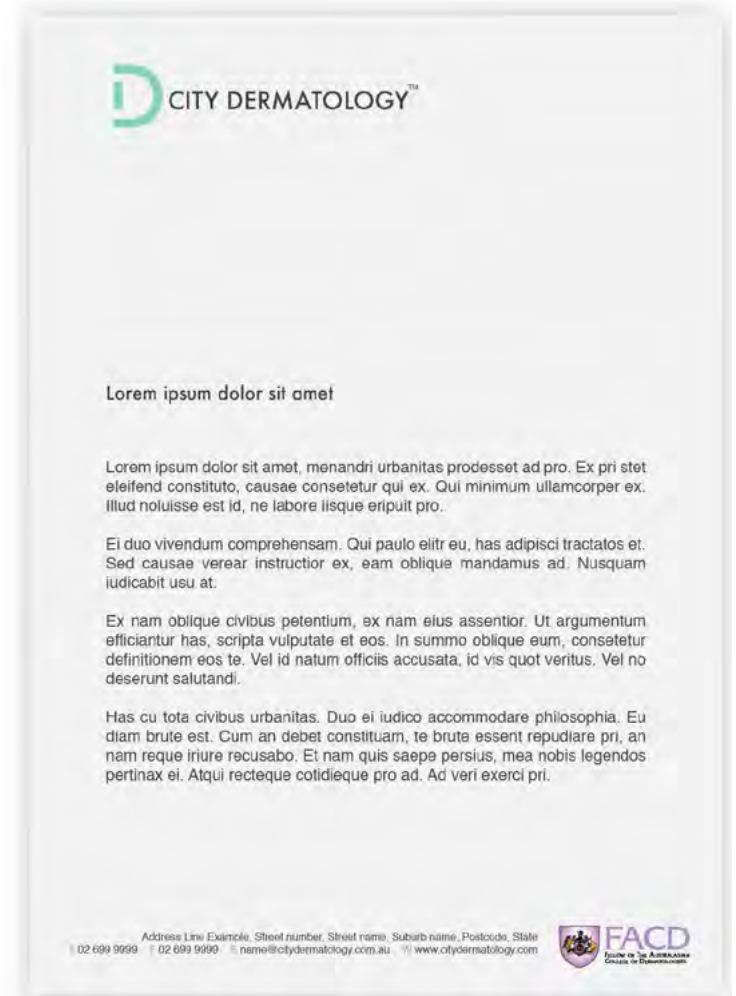 D CITY DERMATOLOGY™
Lorem ipsum dolor sit amet
Lorem ipsum dolor sit amet, menandri urbanitas prodesset ad pro. Ex pri stet
eleifend constituto, causae consetetur qui ex. Qui minimum ullamcorper ex.
Illud noluisse est id, ne labore iisque eripuit pro.
Ei duo vivendum comprehensam. Qui paulo elitr eu, has adipisci tractatos et.
Sed causae verear instructior ex, eam oblique mandamus ad. Nusquam
iudicabit usu at.
Ex nam oblique civibus petentium, ex nam eius assentior. Ut argumentum
efficiantur has, scripta vulputate et eos. In summo oblique eum, consetetur
definitionem eos te. Vel id natum officiis accusata, id vis quot veritus. Vel no
deserunt salutandi.
Has cu tota civibus urbanitas. Duo ei iudico accommodare philosophia. Eu
diam brute est. Cum an debet constituam, te brute essent repudiare pri, an
nam reque iriure recusabo. Et nam quis saepe persius, mea nobis legendos
pertinax ei. Atqui recteque cotidieque pro ad. Ad veri exerci pri.
Address Line Example, Street number, Street name, Suburb name, Postcode, State
02 699 9999 F 02 699 9999 E name@citydermatology.com.au W www.citydermatology.com
FACD
Fellow of The Australasian
College of Dermatologists